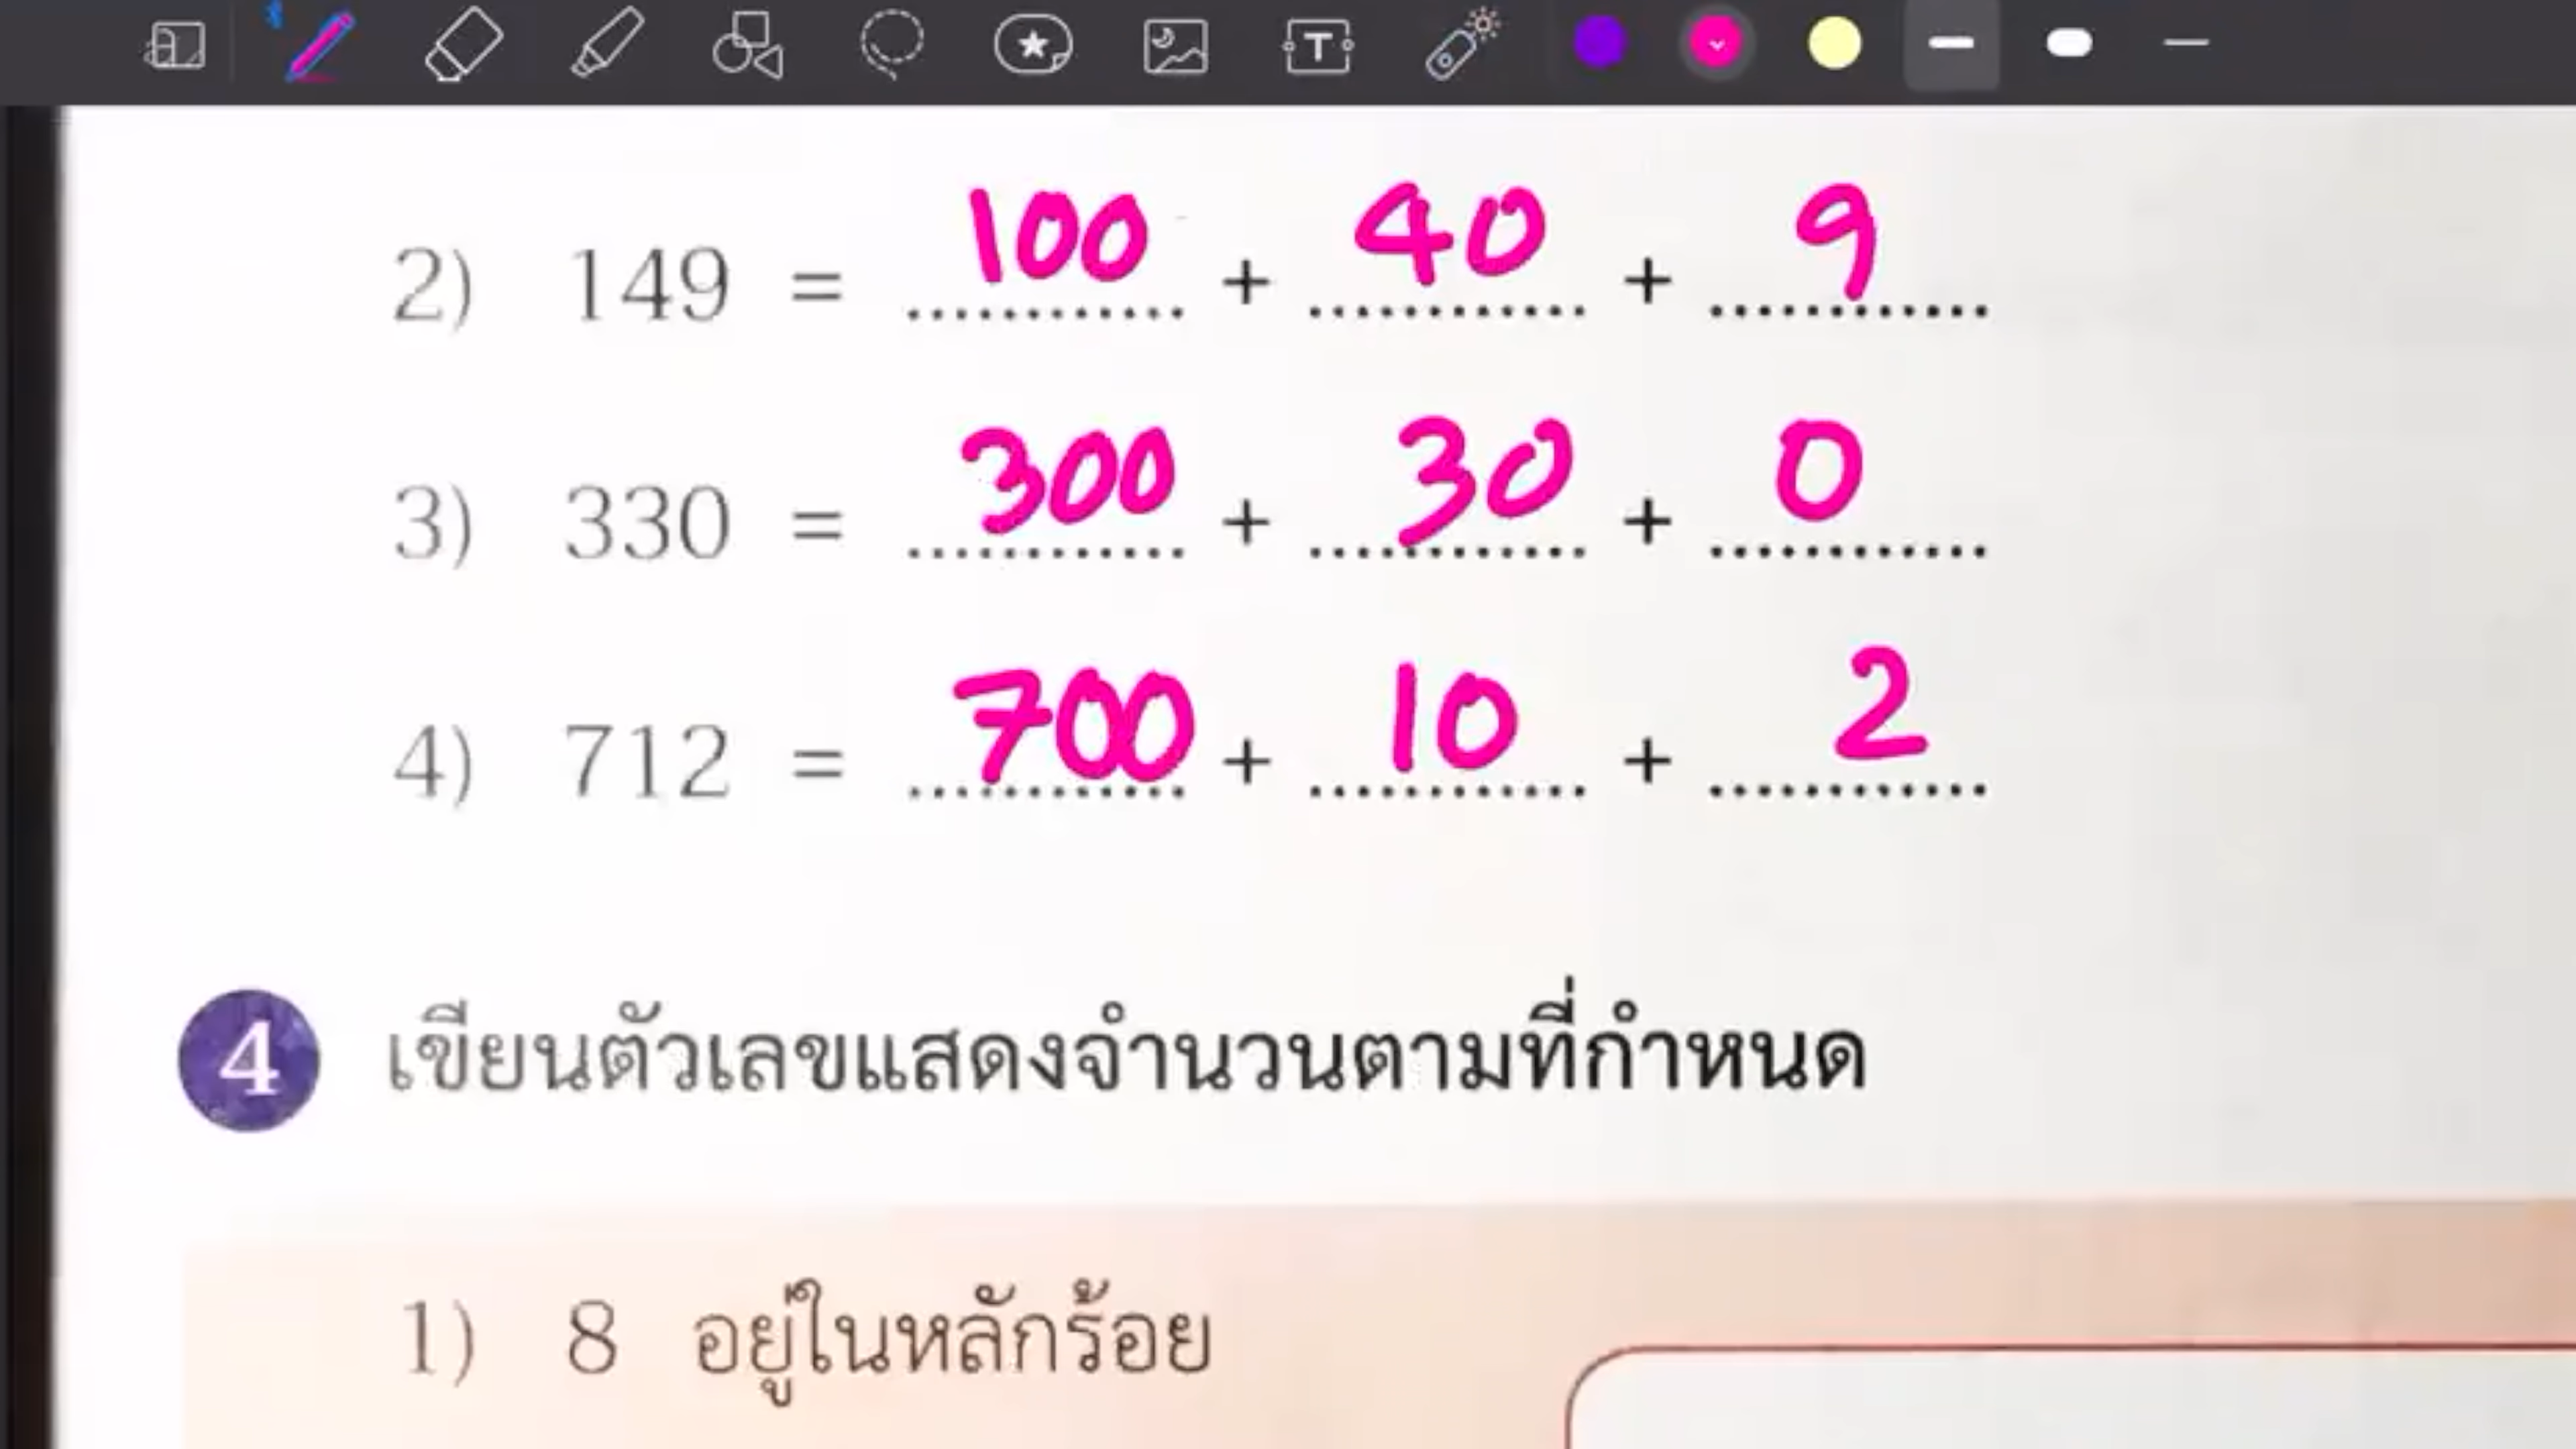 2) 149 = 100 + 40 + 9
3) 330 = 300 + 30 + 0
4) 712 = 700 + 10 + 2
4 เขียนตัวเลขแสดงจำนวนตามที่กำหนด
1) 8 อยู่ในหลักร้อย